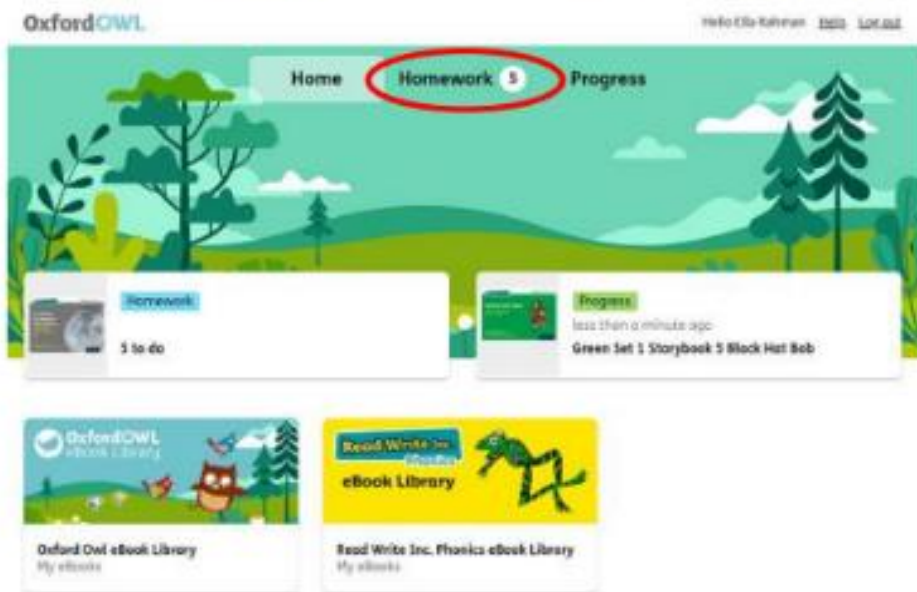 OxfordOWL
Hello Ella Rahman Help Log out
Home Homework 5 Progress
Homework
5 to do
Progress
less than a minute ago
Green Set 1 Storybook 5 Black Hat Bob
OxfordOWL
eBook Library
Read Write Inc.
Phonics
eBook Library
Oxford Owl eBook Library
My eBooks
Read Write Inc. Phonics eBook Library
My eBooks